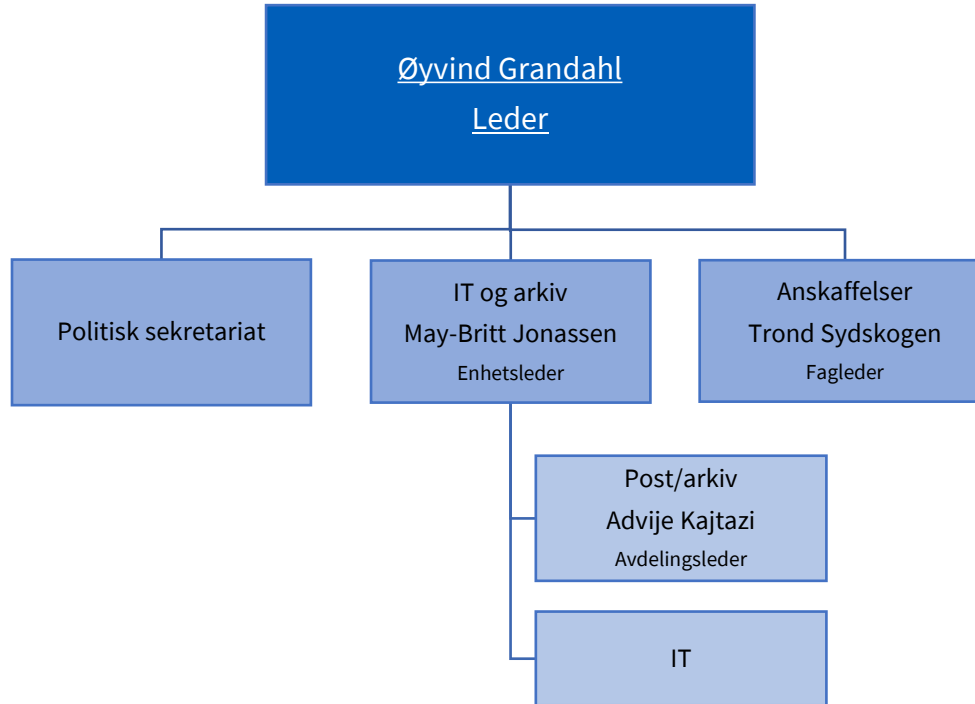 Øyvind Grandahl
Leder
Politisk sekretariat
IT og arkiv
May-Britt Jonassen
Enhetsleder
Anskaffelser
Trond Sydskogen
Fagleder
Post/arkiv
Advije Kajtazi
Avdelingsleder
IT